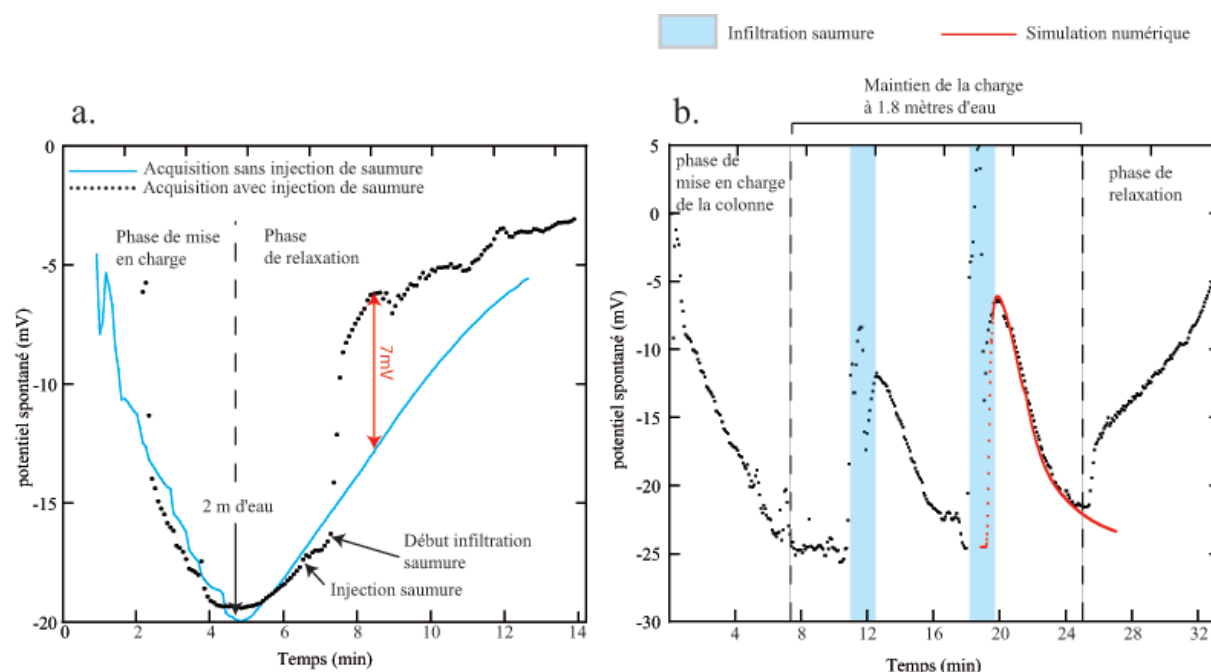 Infiltration saumure
Simulation numérique
Maintien de la charge
à 1.8 mètres d'eau
a.
0
-5
-10
-15
-20
potentiel spontané (mV)
Acquisition sans injection de saumure
Acquisition avec injection de saumure
Phase de mise
en charge
Phase
de relaxation
7mV
2 m d'eau
Début infiltration
saumure
Injection saumure
0 2 4 6 8 10 12 14
Temps (min)
b.
5
0
-5
-10
-15
-20
-25
-30
potentiel spontané (mV)
phase de
mise en charge
de la colonne
phase de
relaxation
4 8 12 16 20 24 28 32
Temps (min)